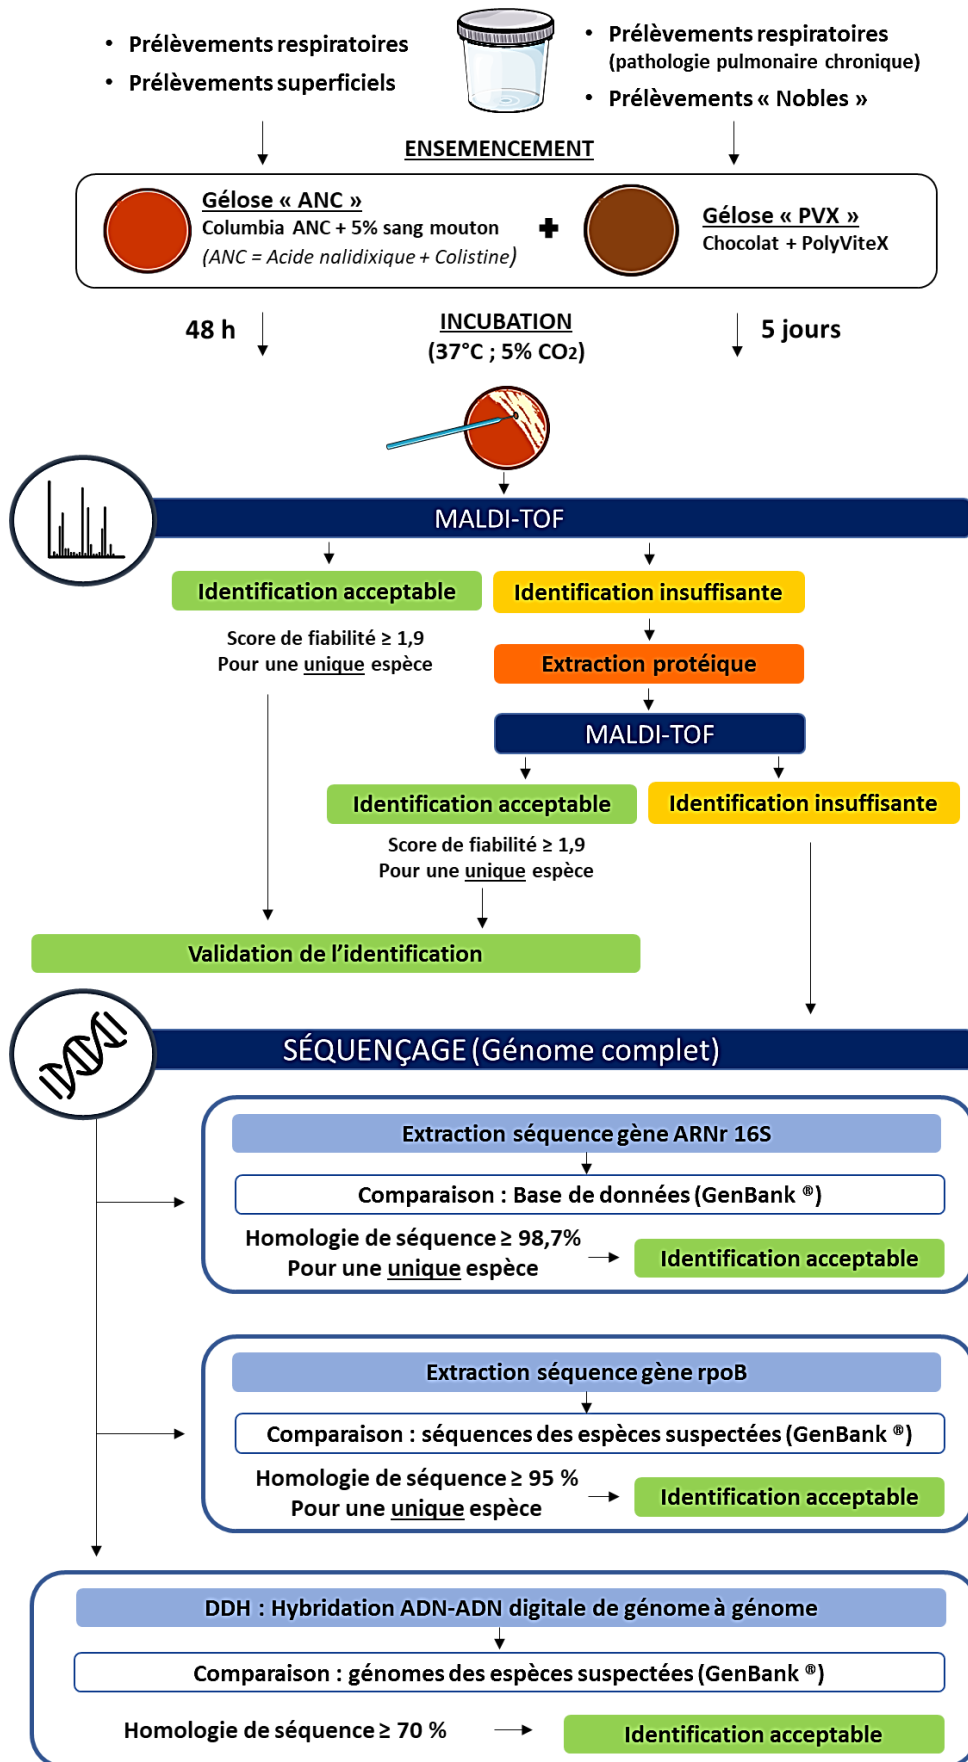 • Prélèvements respiratoires
• Prélèvements superficiels
• Prélèvements respiratoires
(pathologie pulmonaire chronique)
• Prélèvements « Nobles »
ENSEMENCEMENT
Gélose « ANC »
Columbia ANC + 5% sang mouton
(ANC = Acide nalidixique + Colistine)
+
Gélose « PVX »
Chocolat + PolyViteX
48 h
INCUBATION
(37°C ; 5% CO2)
5 jours
MALDI-TOF
Identification acceptable
Identification insuffisante
Score de fiabilité ≥ 1,9
Pour une unique espèce
Extraction protéique
MALDI-TOF
Identification acceptable
Identification insuffisante
Score de fiabilité ≥ 1,9
Pour une unique espèce
Validation de l’identification
SÉQUENÇAGE (Génome complet)
Extraction séquence gène ARNr 16S
Comparaison : Base de données (GenBank ®)
Homologie de séquence ≥ 98,7%
Pour une unique espèce
Identification acceptable
Extraction séquence gène rpoB
Comparaison : séquences des espèces suspectées (GenBank ®)
Homologie de séquence ≥ 95 %
Pour une unique espèce
Identification acceptable
DDH : Hybridation ADN-ADN digitale de génome à génome
Comparaison : génomes des espèces suspectées (GenBank ®)
Homologie de séquence ≥ 70 %
Identification acceptable